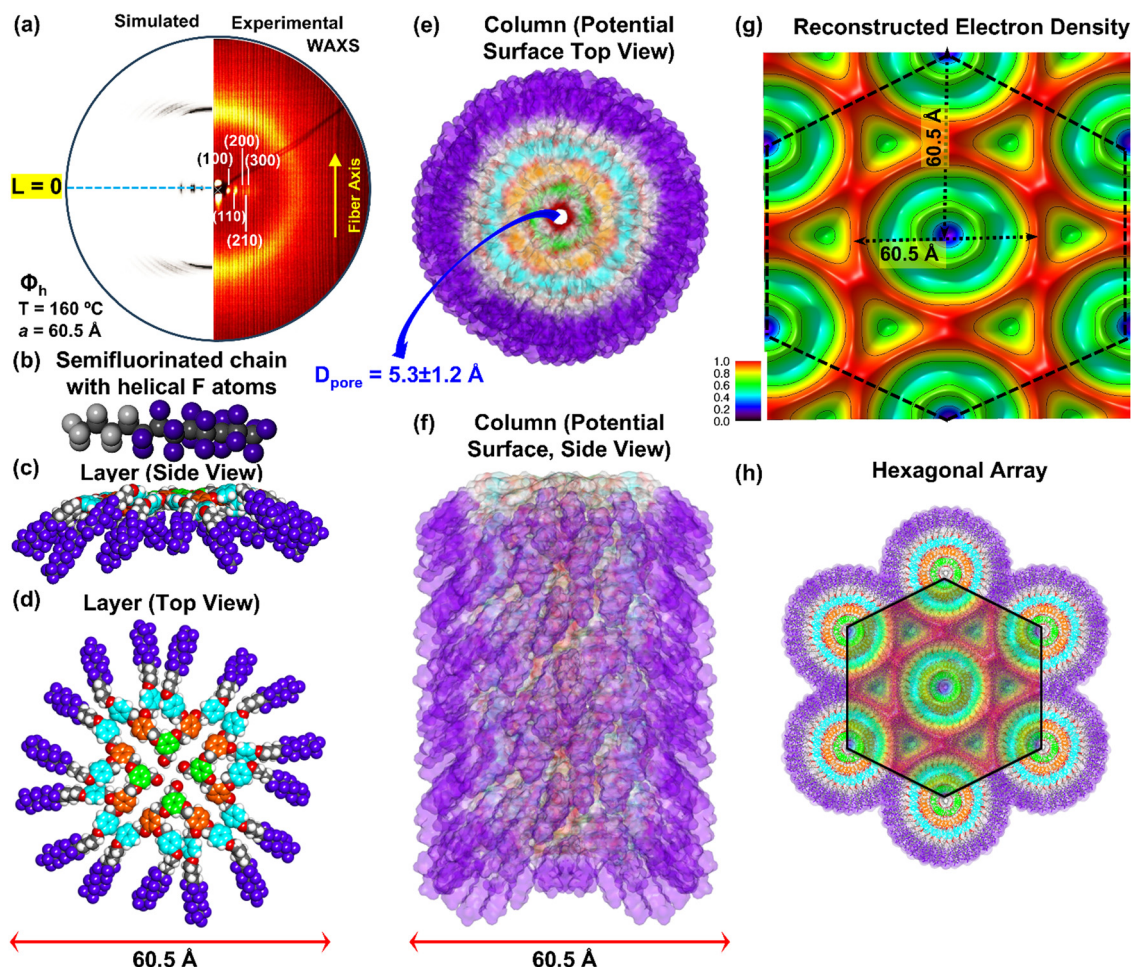 (a)
Simulated
Experimental
WAXS
(200)
(100)
(300)
L = 0
(110)
(210)
Fiber Axis
Φh
T = 160 ºC
a = 60.5 Å
(b)
Semifluorinated chain
with helical F atoms
(c)
Layer (Side View)
(d)
Layer (Top View)
60.5 Å
(e)
Column (Potential
Surface Top View)
Dpore = 5.3±1.2 Å
(f)
Column (Potential
Surface, Side View)
60.5 Å
(g)
Reconstructed Electron Density
60.5 Å
60.5 Å
1.0
0.8
0.6
0.4
0.2
0.0
(h)
Hexagonal Array